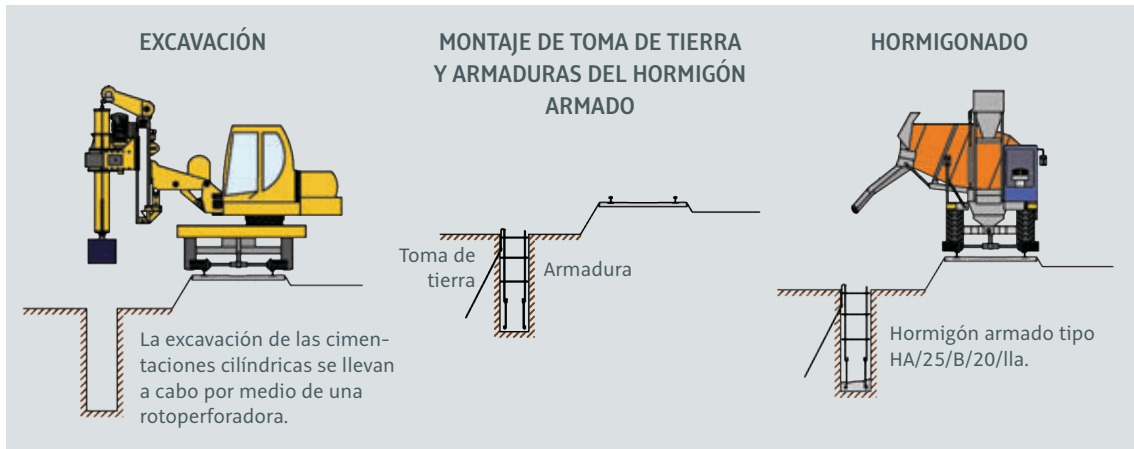 EXCAVACIÓN
La excavación de las cimen-
taciones cilíndricas se llevan
a cabo por medio de una
rotoperforadora.
MONTAJE DE TOMA DE TIERRA
Y ARMADURAS DEL HORMIGÓN
ARMADO
Toma de
tierra
Armadura
HORMIGONADO
Hormigón armado tipo
HA/25/B/20/lla.